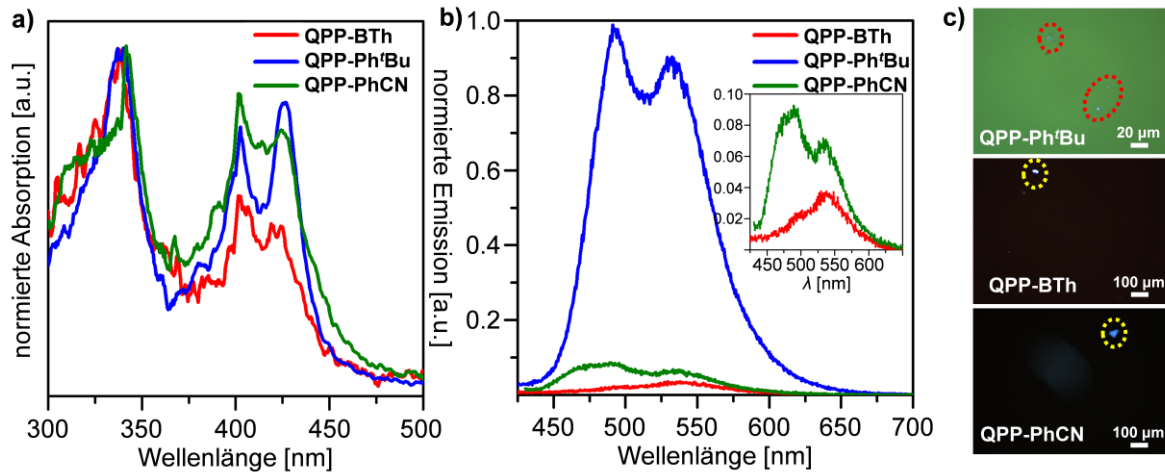 a)
QPP-BTh
QPP-PhᵗBu
QPP-PhCN
normierte Absorption [a.u.]
300 350 400 450 500
Wellenlänge [nm]
b)
QPP-BTh
QPP-PhᵗBu
QPP-PhCN
normierte Emission [a.u.]
1.0
0.8
0.6
0.4
0.2
450 500 550 600 650 700
Wellenlänge [nm]
0.10
0.08
0.06
0.04
0.02
450 500 550 600
λ [nm]
c)
QPP-PhᵗBu
20 µm
QPP-BTh
100 µm
QPP-PhCN
100 µm